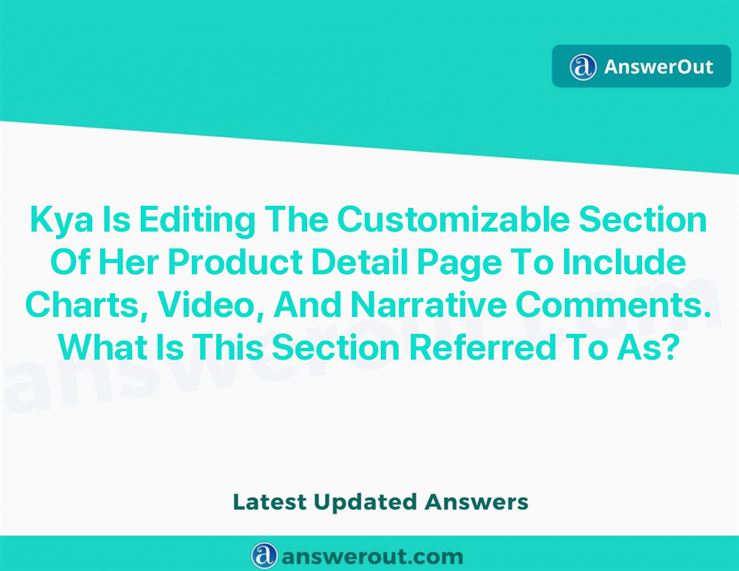 AnswerOut
Kya Is Editing The Customizable Section
Of Her Product Detail Page To Include
Charts, Video, And Narrative Comments.
What Is This Section Referred To As?
answerout.com
Latest Updated Answers
answerout.com